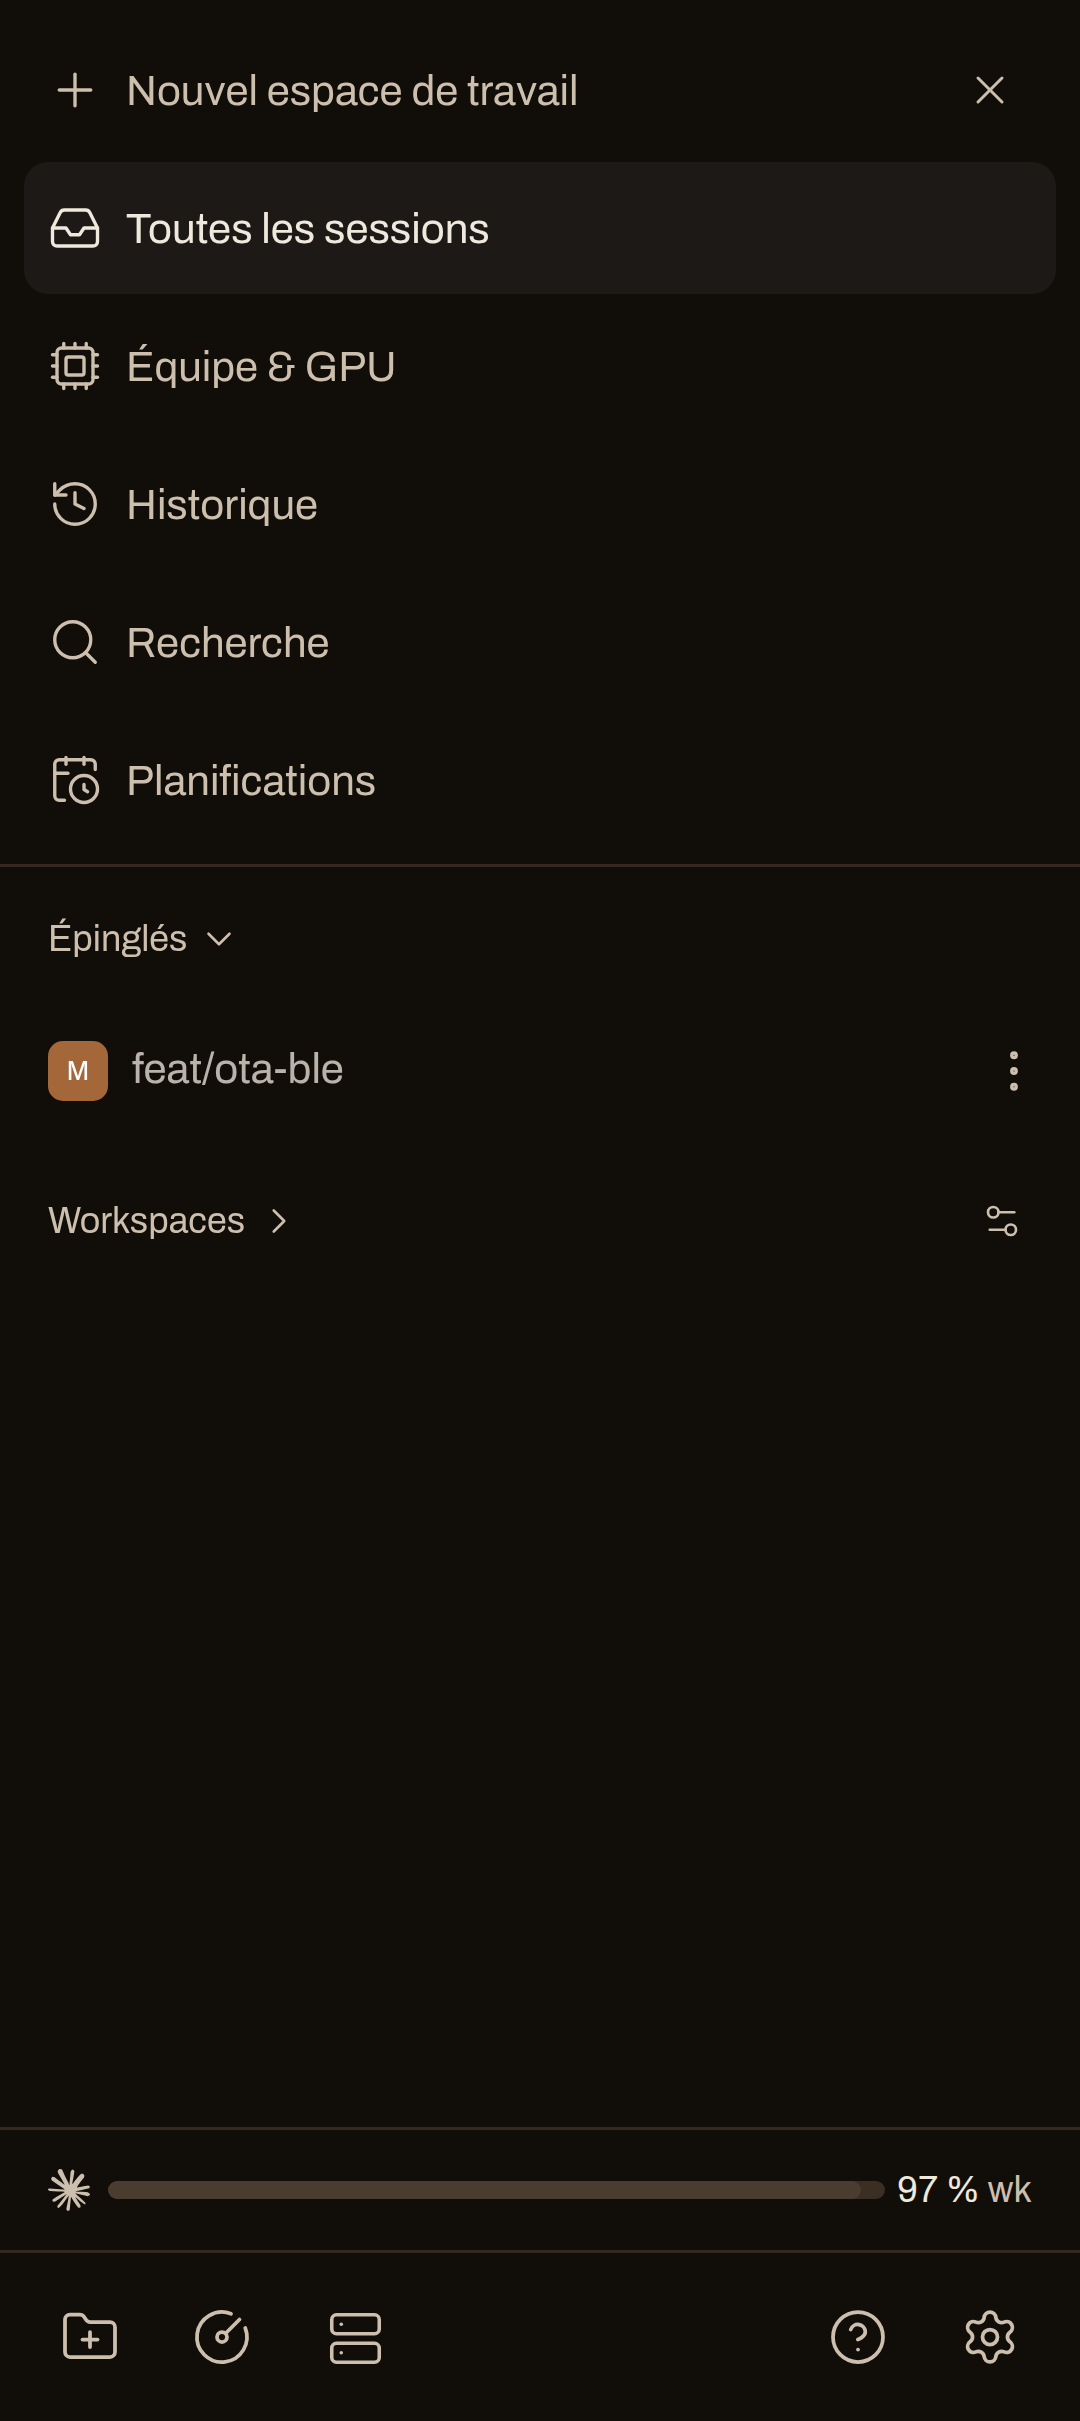 Nouvel espace de travail
Toutes les sessions
Équipe & GPU
Historique
Recherche
Planifications
Épinglés
M feat/ota-ble
Workspaces
97 % wk